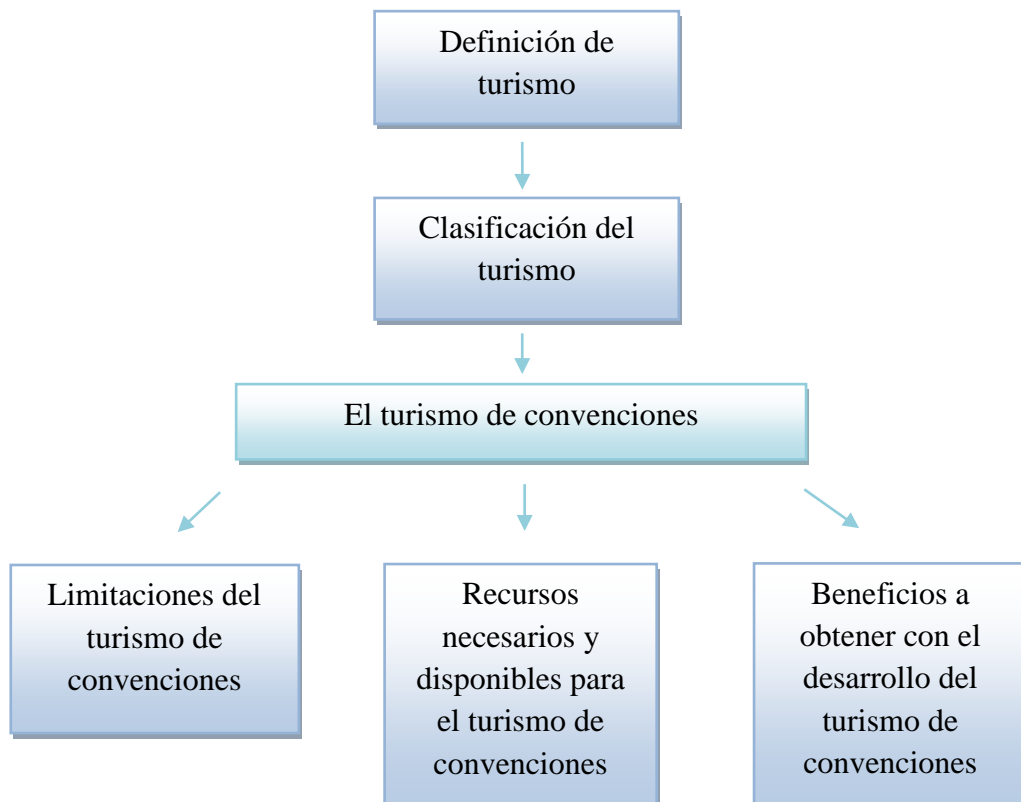 Definición de
turismo
Clasificación del
turismo
El turismo de convenciones
Limitaciones del
turismo de
convenciones
Recursos
necesarios y
disponibles para
el turismo de
convenciones
Beneficios a
obtener con el
desarrollo del
turismo de
convenciones